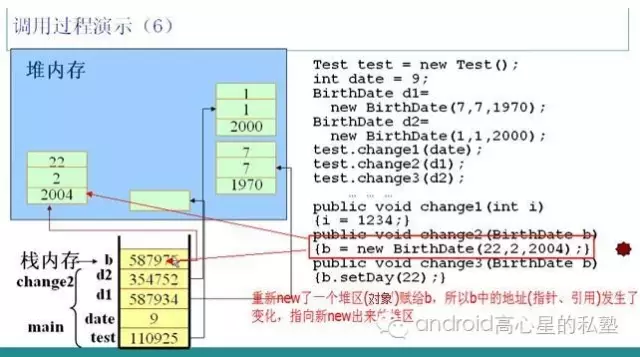 调用过程演示（6）
堆内存
1
1
2000
7
7
1970
22
2
2004
栈内存
change2
main
b
d2
d1
date
test
587975
354752
587934
9
110925
Test test = new Test();
int date = 9;
BirthDate d1=
new BirthDate(7,7,1970);
BirthDate d2=
new BirthDate(1,1,2000);
test.change1(date);
test.change2(d1);
test.change3(d2);
… … …
public void change1(int i)
{i = 1234;}
public void change2(BirthDate b)
{b = new BirthDate(22,2,2004);}
public void change3(BirthDate b)
{b.setDay(22);}
重新new了一个堆区(对象)赋给b，所以b中的地址(指针、引用)发生了
变化，指向新new出来的堆区
android高心星的私塾